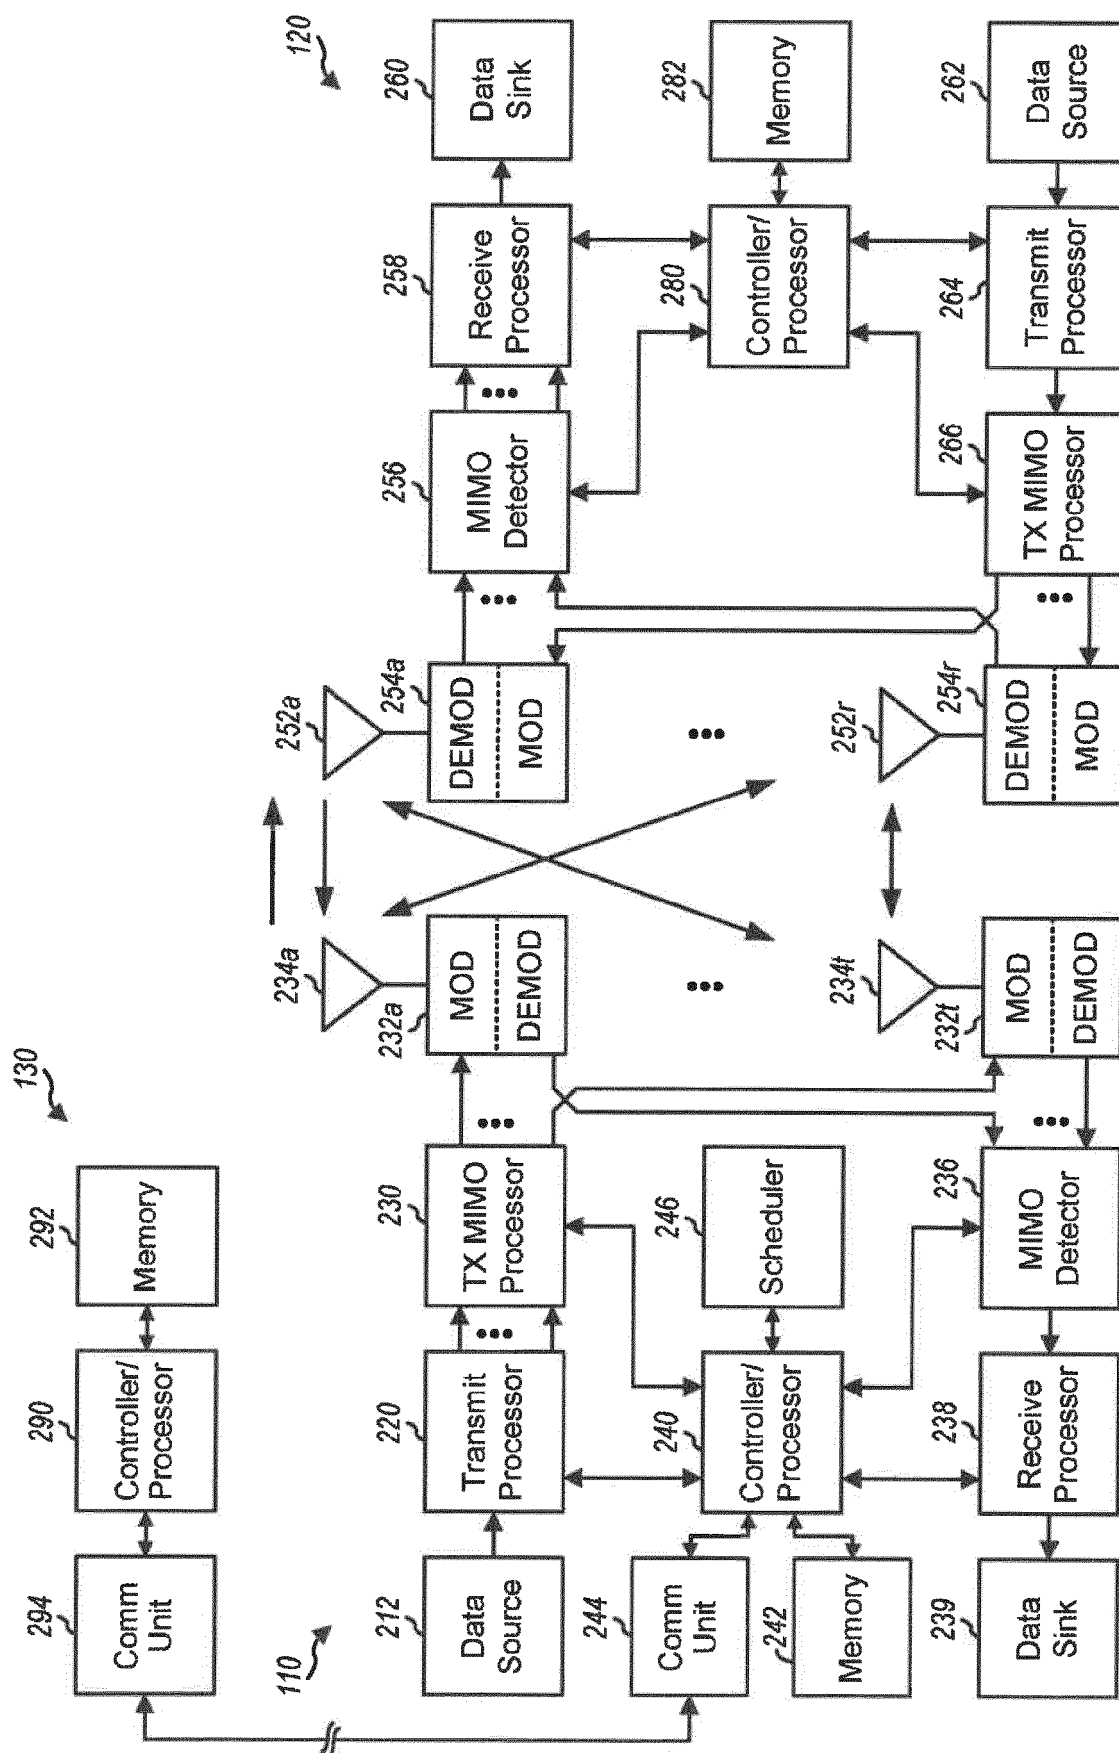 130
294
Comm
Unit
290
Controller/
Processor
292
Memory
110
120
212
Data
Source
220
Transmit
Processor
230
TX MIMO
Processor
232a
MOD
DEMOD
234a
252a
254a
DEMOD
MOD
256
MIMO
Detector
258
Receive
Processor
260
Data
Sink
244
Comm
Unit
242
Memory
240
Controller/
Processor
246
Scheduler
280
Controller/
Processor
282
Memory
239
Data
Sink
238
Receive
Processor
236
MIMO
Detector
232t
MOD
DEMOD
234t
252r
254r
DEMOD
MOD
266
TX MIMO
Processor
264
Transmit
Processor
262
Data
Source